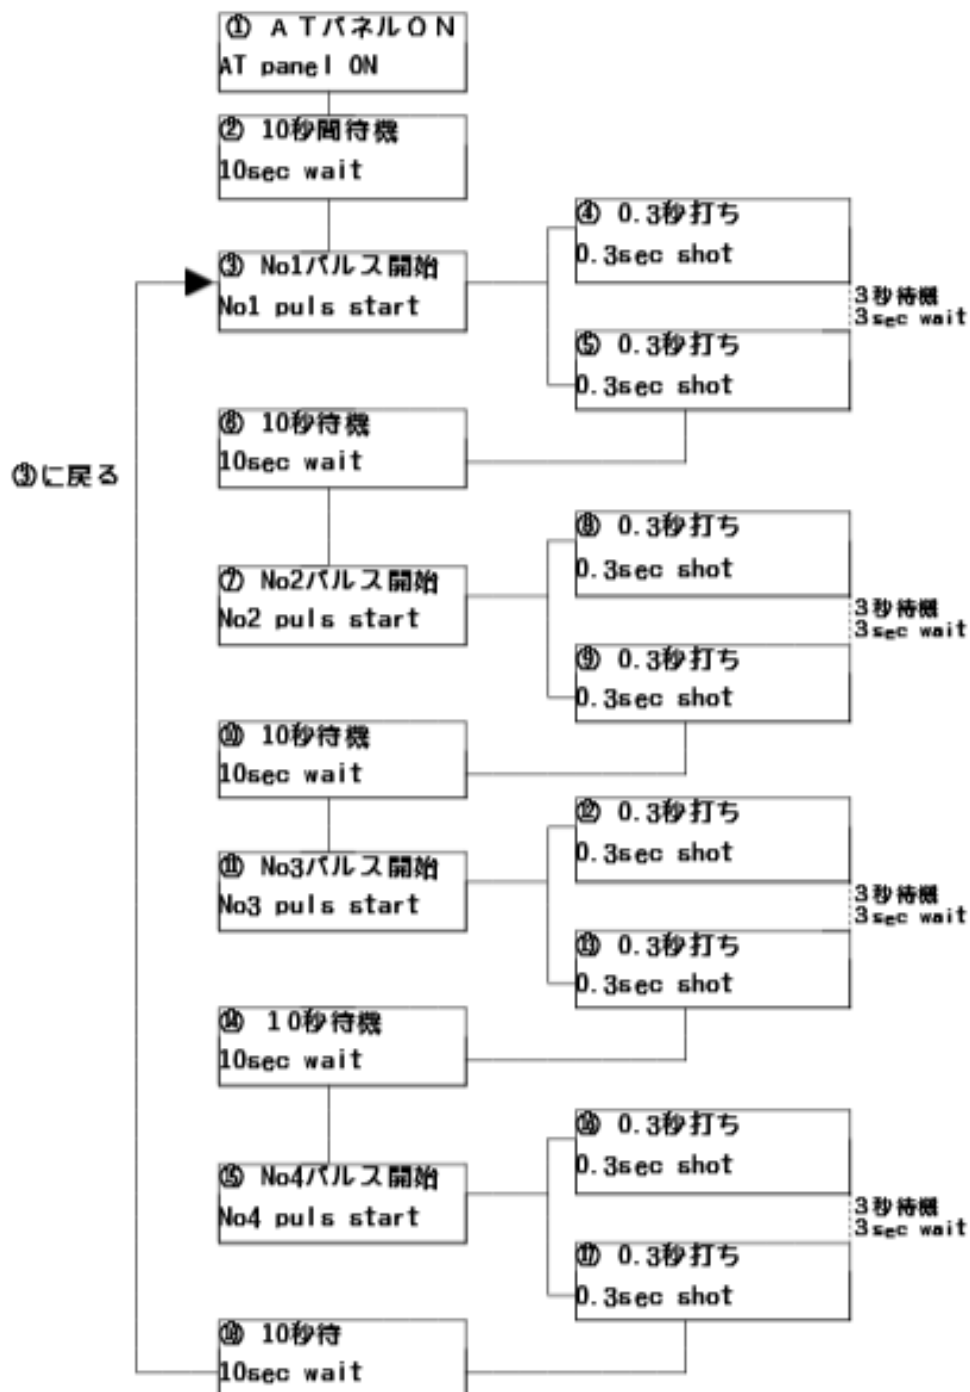 ① ＡＴパネルＯＮ
AT panel ON
② 10秒間待機
10sec wait
③ No1パルス開始
No1 puls start
④ 0.3秒打ち
0.3sec shot
3秒待機
3sec wait
⑤ 0.3秒打ち
0.3sec shot
⑥ 10秒待機
10sec wait
③に戻る
⑦ No2パルス開始
No2 puls start
⑧ 0.3秒打ち
0.3sec shot
3秒待機
3sec wait
⑨ 0.3秒打ち
0.3sec shot
⑩ 10秒待機
10sec wait
⑪ No3パルス開始
No3 puls start
⑫ 0.3秒打ち
0.3sec shot
3秒待機
3sec wait
⑬ 0.3秒打ち
0.3sec shot
⑭ １０秒待機
10sec wait
⑮ No4パルス開始
No4 puls start
⑯ 0.3秒打ち
0.3sec shot
3秒待機
3sec wait
⑰ 0.3秒打ち
0.3sec shot
⑱ 10秒待
10sec wait